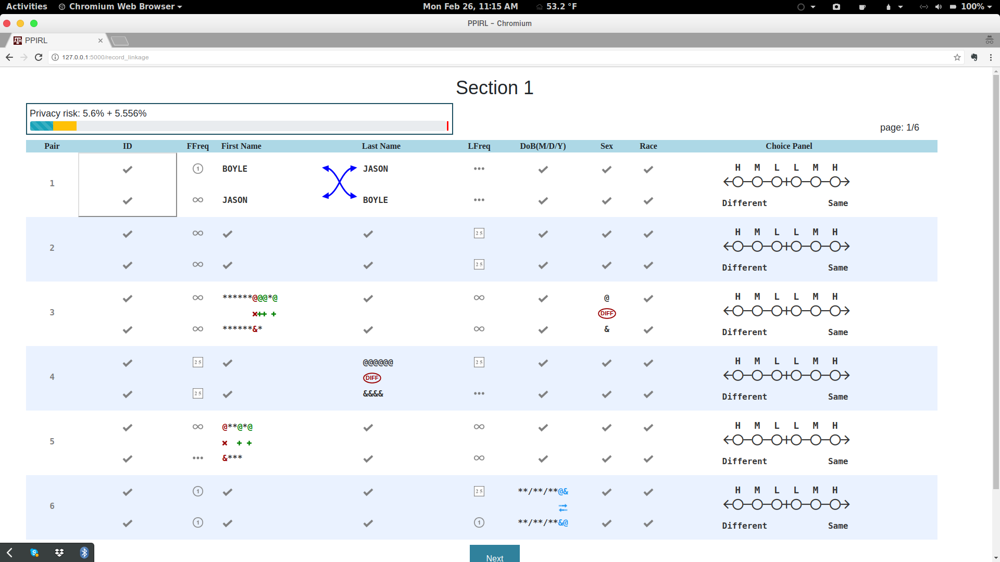 Activities Chromium Web Browser Mon Feb 26, 11:15 AM 53.2 °F 100%
PPIRL - Chromium
PPIRL
127.0.0.1:5000/record_linkage
Section 1
Privacy risk: 5.6% + 5.556%
page: 1/6
Pair ID FFreq First Name Last Name LFreq DoB(M/D/Y) Sex Race Choice Panel
1 BOYLE JASON ••• H M L L M H
1
JASON BOYLE •••
Different Same
25 H M L L M H
2
25
Different Same
******@@@*@ @ H M L L M H
3 DIFF
******&* &
Different Same
25 @@@@@@ 25 H M L L M H
4 DIFF
25 &&&& •••
Different Same
@**@*@ H M L L M H
5
••• &***
Different Same
1 25 **/**/**@& H M L L M H
6
1 1 **/**/**&@
Different Same
Next